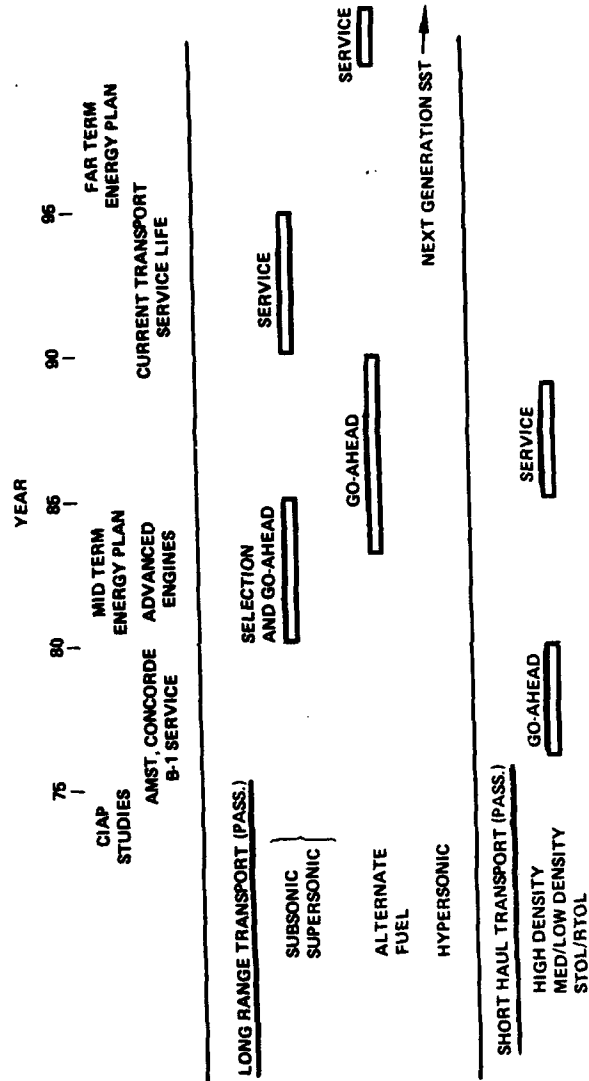 YEAR
75
80
85
90
95
CIAP
STUDIES
MID TERM
ENERGY PLAN
FAR TERM
ENERGY PLAN
AMST, CONCORDE
B-1 SERVICE
ADVANCED
ENGINES
CURRENT TRANSPORT
SERVICE LIFE
LONG RANGE TRANSPORT (PASS.)
SUBSONIC
SUPERSONIC
SELECTION
AND GO-AHEAD
SERVICE
ALTERNATE
FUEL
GO-AHEAD
SERVICE
HYPERSONIC
NEXT GENERATION SST
SHORT HAUL TRANSPORT (PASS.)
HIGH DENSITY
MED/LOW DENSITY
STOL/RTOL
GO-AHEAD
SERVICE